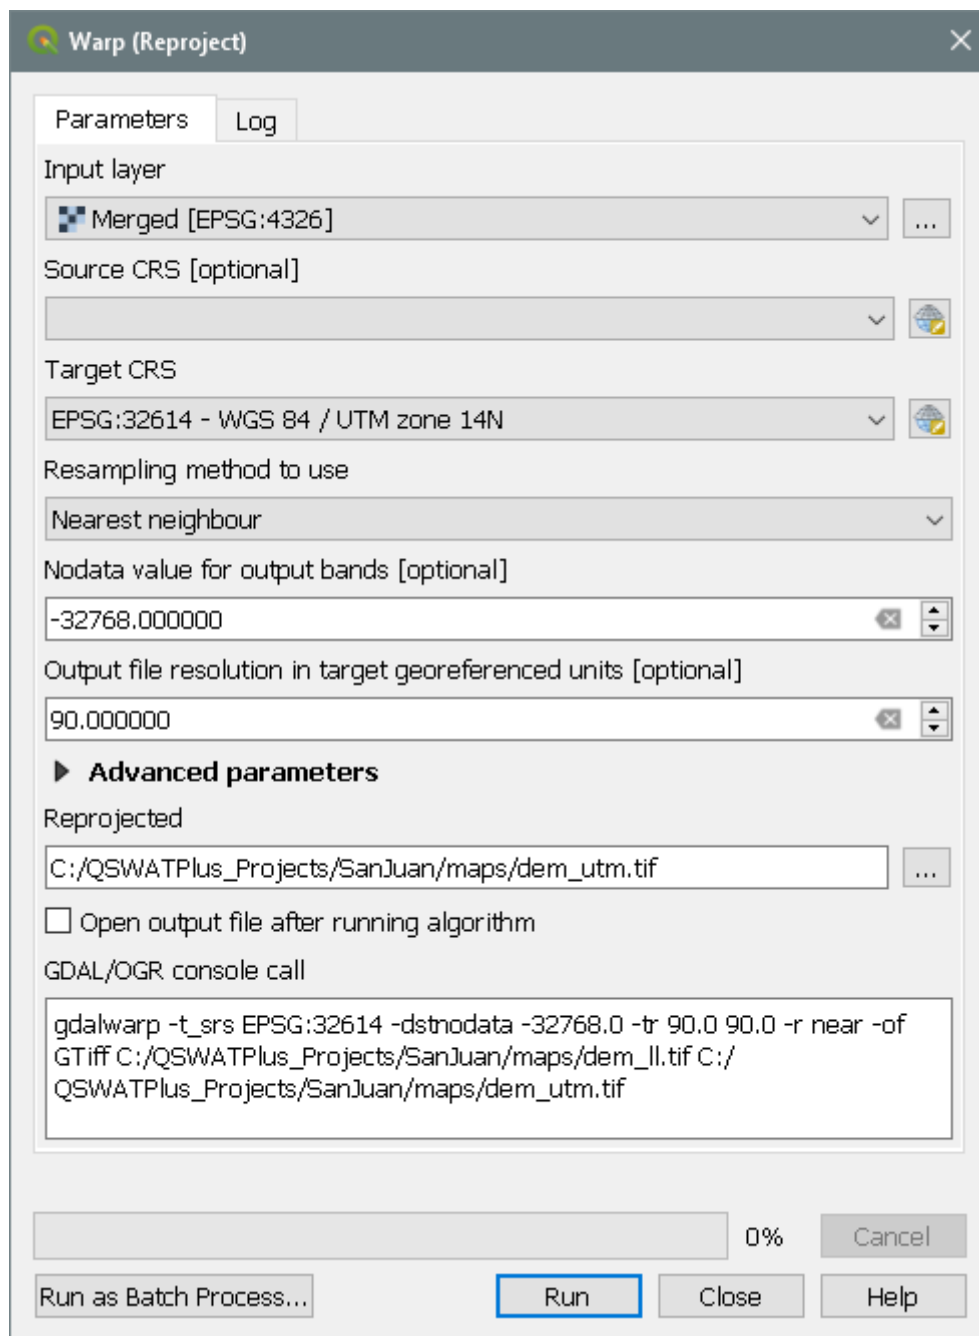 Warp (Reproject)
Parameters
Log
Input layer
Merged [EPSG:4326]
...
Source CRS [optional]
Target CRS
EPSG:32614 - WGS 84 / UTM zone 14N
Resampling method to use
Nearest neighbour
Nodata value for output bands [optional]
-32768.000000
Output file resolution in target georeferenced units [optional]
90.000000
Advanced parameters
Reprojected
C:/QSWATPlus_Projects/SanJuan/maps/dem_utm.tif
...
Open output file after running algorithm
GDAL/OGR console call
gdalwarp -t_srs EPSG:32614 -dstnodata -32768.0 -tr 90.0 90.0 -r near -of
GTiff C:/QSWATPlus_Projects/SanJuan/maps/dem_ll.tif C:/
QSWATPlus_Projects/SanJuan/maps/dem_utm.tif
0%
Cancel
Run as Batch Process...
Run
Close
Help